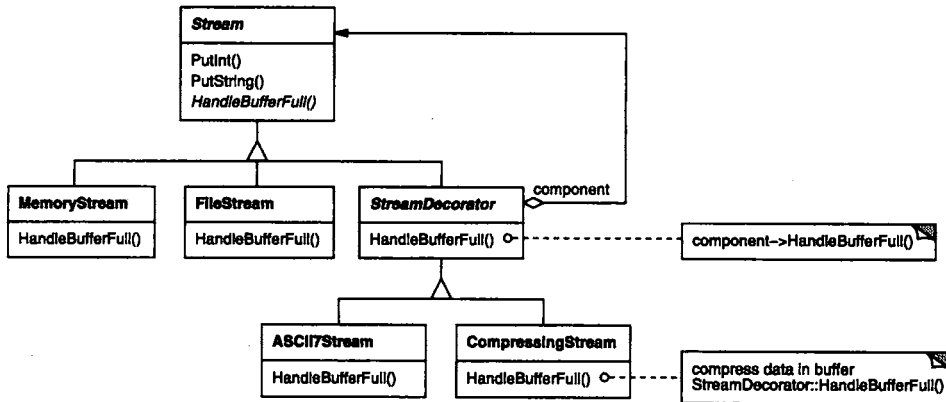 Stream
PutInt()
PutString()
HandleBufferFull()
component
MemoryStream
HandleBufferFull()
FileStream
HandleBufferFull()
StreamDecorator
HandleBufferFull()
component->HandleBufferFull()
ASCII7Stream
HandleBufferFull()
CompressingStream
HandleBufferFull()
compress data in buffer
StreamDecorator::HandleBufferFull()